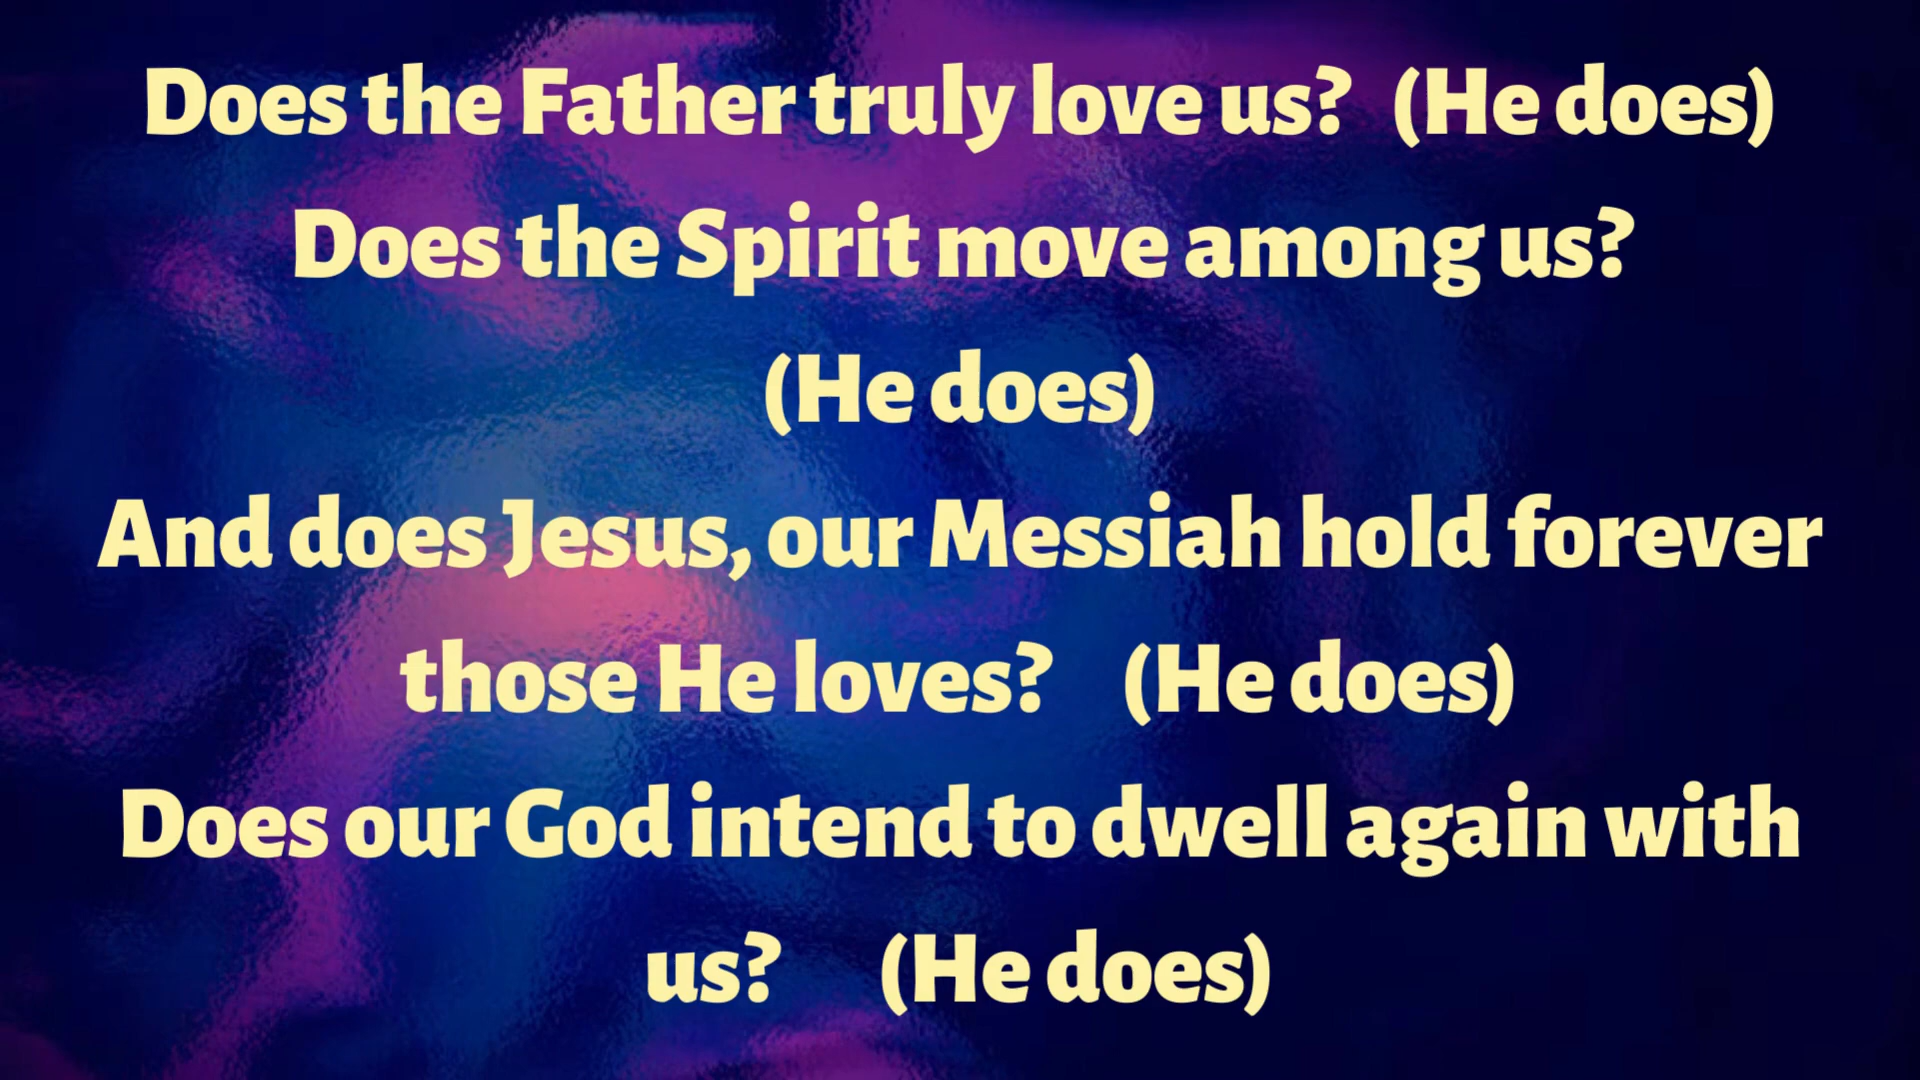 Does the Father truly love us? (He does)
Does the Spirit move among us?
(He does)
And does Jesus, our Messiah hold forever
those He loves? (He does)
Does our God intend to dwell again with
us? (He does)